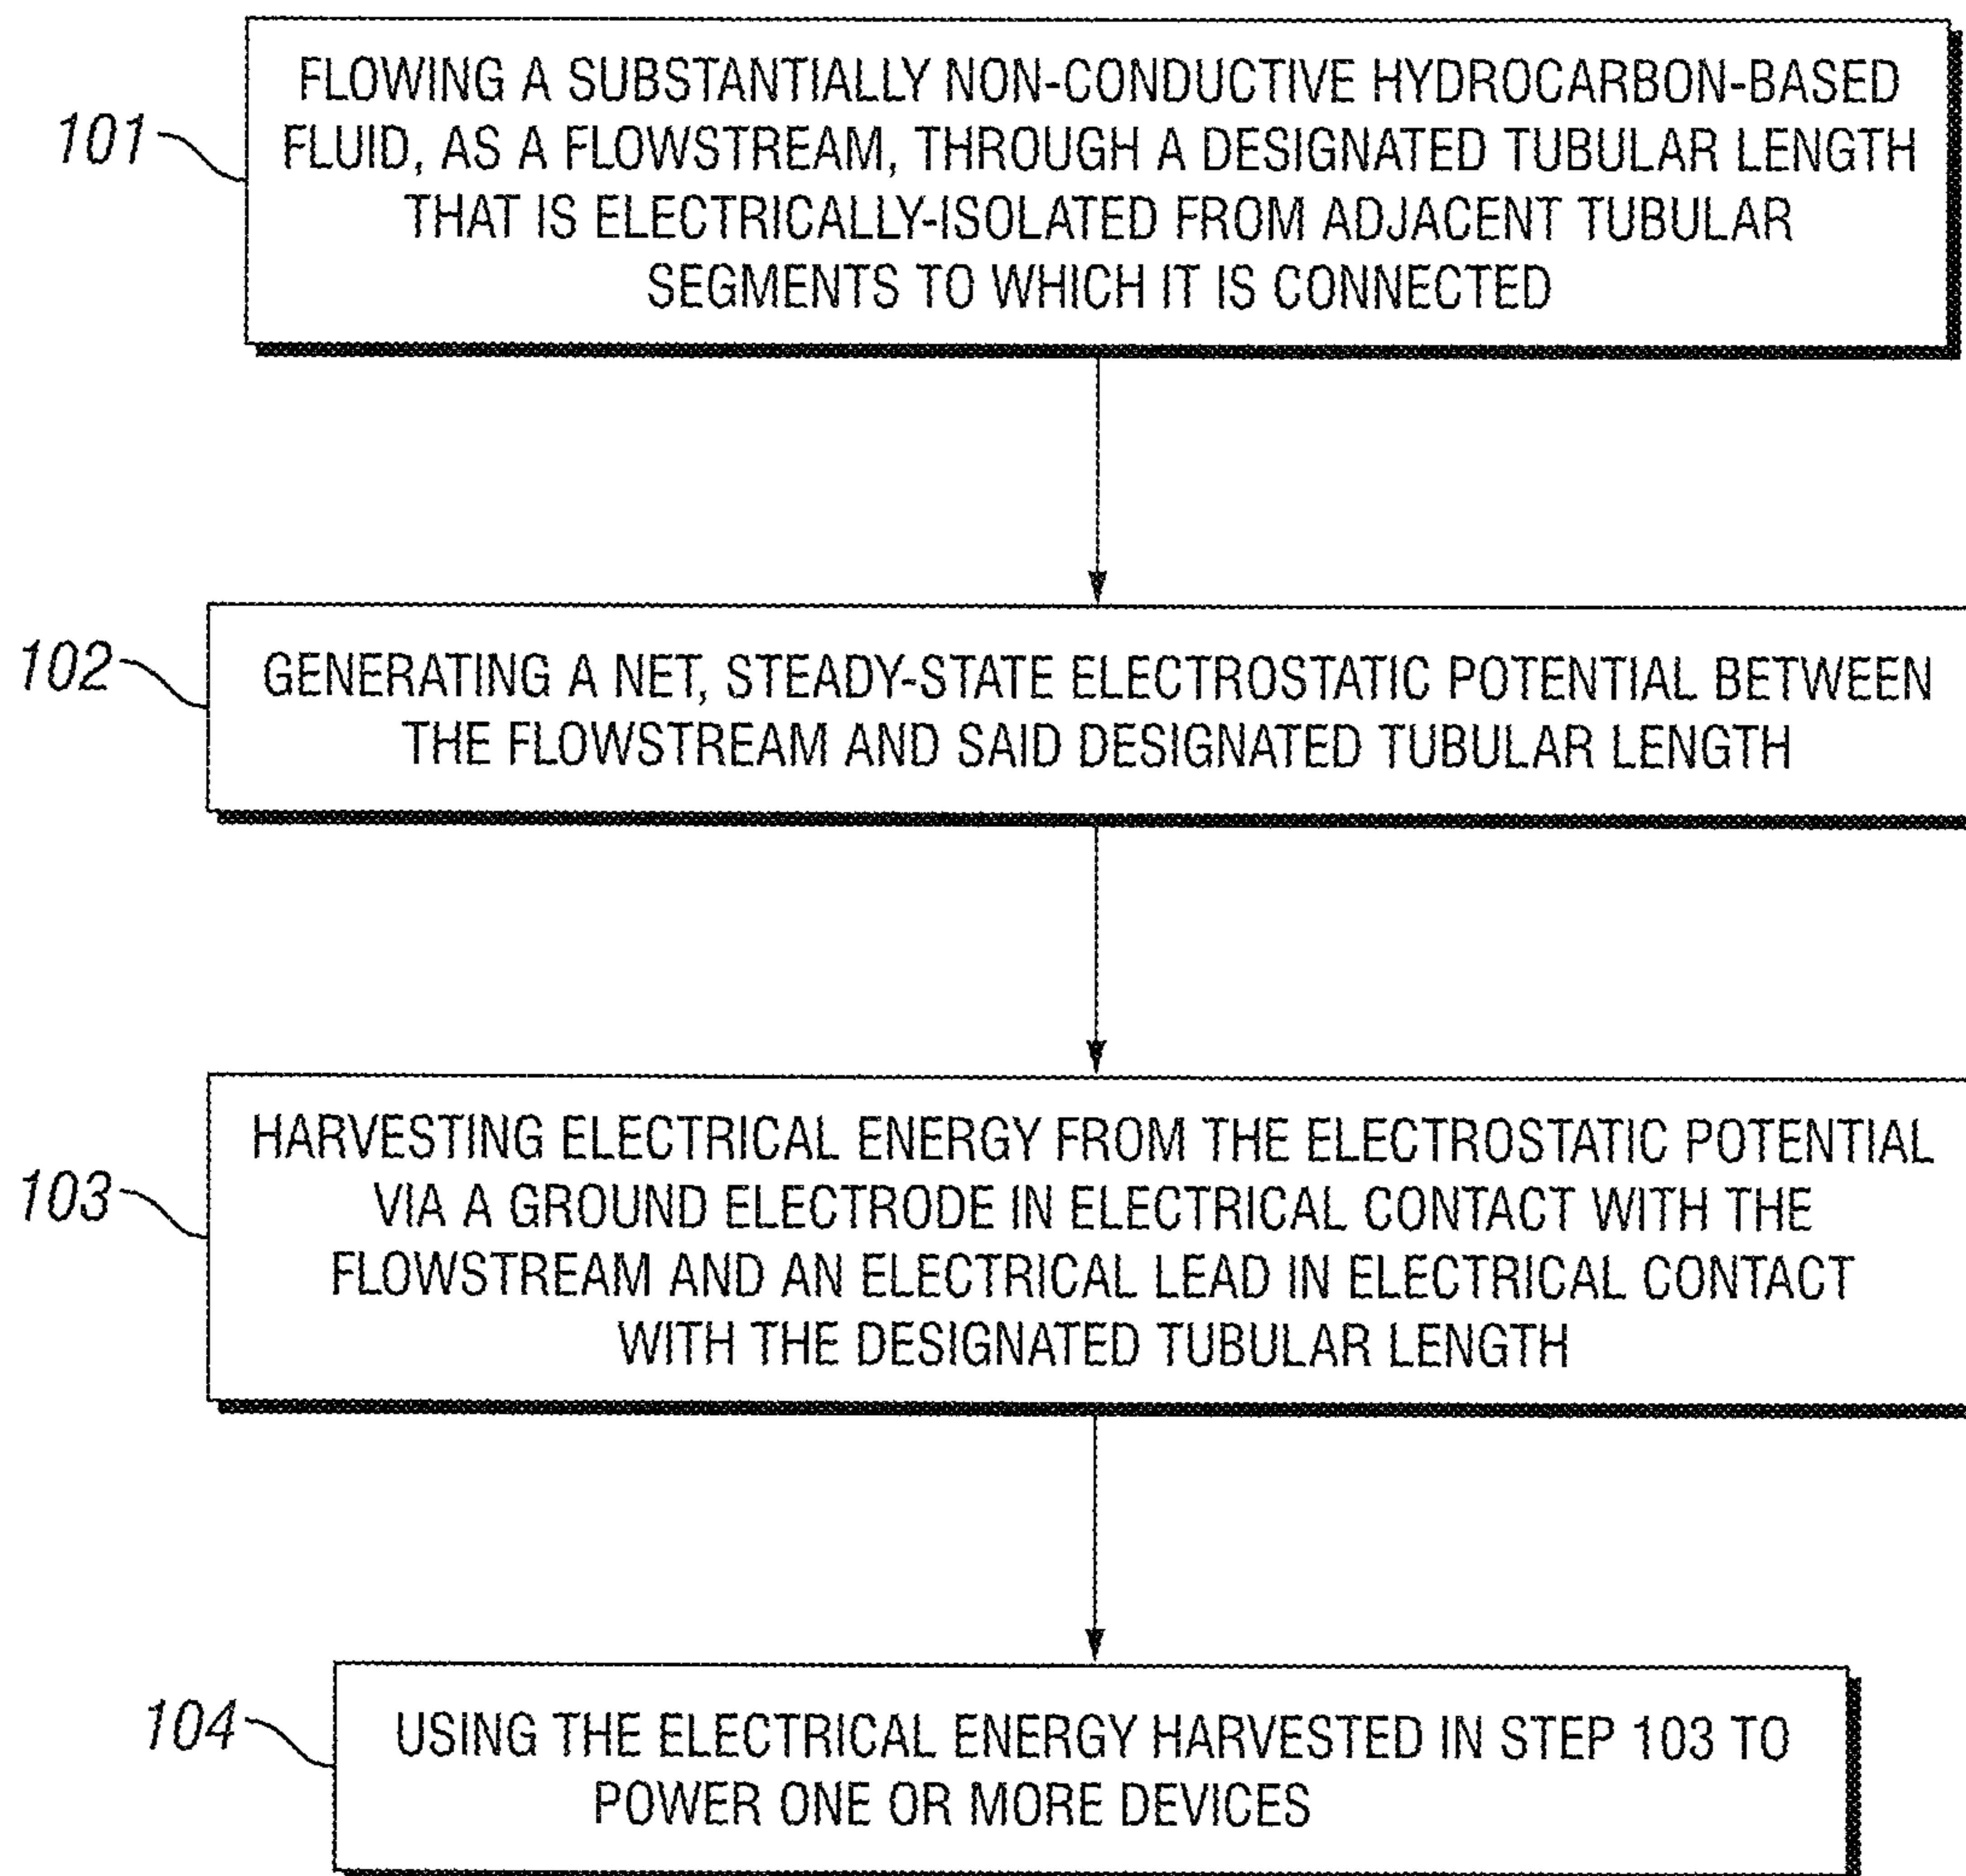 101
FLOWING A SUBSTANTIALLY NON-CONDUCTIVE HYDROCARBON-BASED
FLUID, AS A FLOWSTREAM, THROUGH A DESIGNATED TUBULAR LENGTH
THAT IS ELECTRICALLY-ISOLATED FROM ADJACENT TUBULAR
SEGMENTS TO WHICH IT IS CONNECTED
102
GENERATING A NET, STEADY-STATE ELECTROSTATIC POTENTIAL BETWEEN
THE FLOWSTREAM AND SAID DESIGNATED TUBULAR LENGTH
103
HARVESTING ELECTRICAL ENERGY FROM THE ELECTROSTATIC POTENTIAL
VIA A GROUND ELECTRODE IN ELECTRICAL CONTACT WITH THE
FLOWSTREAM AND AN ELECTRICAL LEAD IN ELECTRICAL CONTACT
WITH THE DESIGNATED TUBULAR LENGTH
104
USING THE ELECTRICAL ENERGY HARVESTED IN STEP 103 TO
POWER ONE OR MORE DEVICES